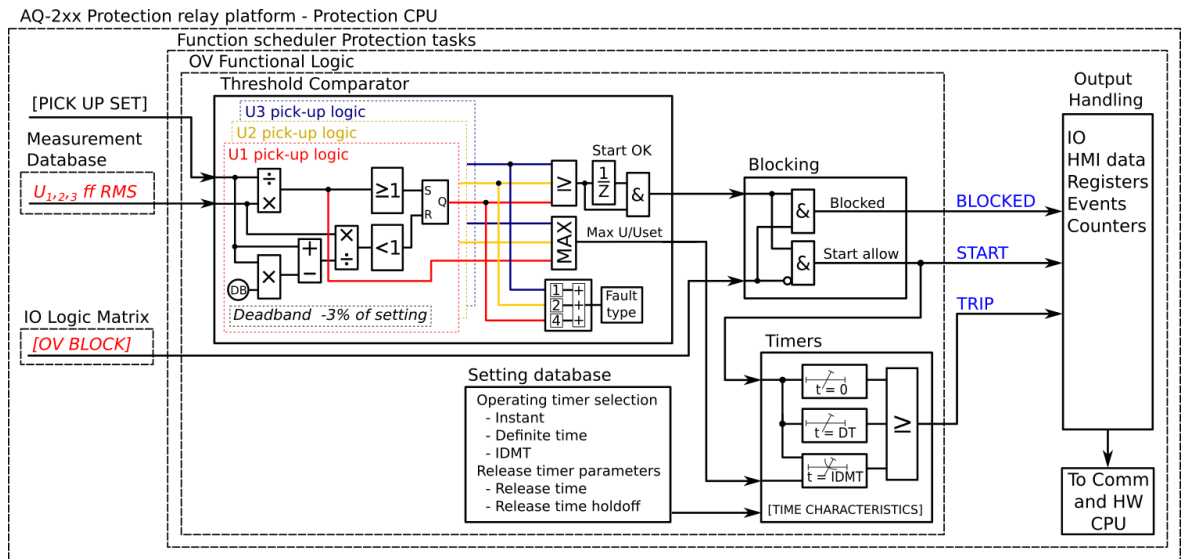 AQ-2xx Protection relay platform - Protection CPU
Function scheduler Protection tasks
OV Functional Logic
Threshold Comparator
[PICK UP SET]
Measurement
Database
U1,2,3 ff RMS
IO Logic Matrix
[OV BLOCK]
U3 pick-up logic
U2 pick-up logic
U1 pick-up logic
÷
×
≥1
<1
S
R
Q
×
÷
+
−
×
DB
Deadband -3% of setting
≥
Start OK
1
Z
&
MAX
Max U/Uset
1 +
2 +
4 +
Fault
type
Blocking
&
Blocked
&
Start allow
BLOCKED
START
TRIP
Timers
t = 0
t = DT
t = IDMT
≥
[TIME CHARACTERISTICS]
Setting database
Operating timer selection
- Instant
- Definite time
- IDMT
Release timer parameters
- Release time
- Release time holdoff
Output
Handling
IO
HMI data
Registers
Events
Counters
To Comm
and HW
CPU